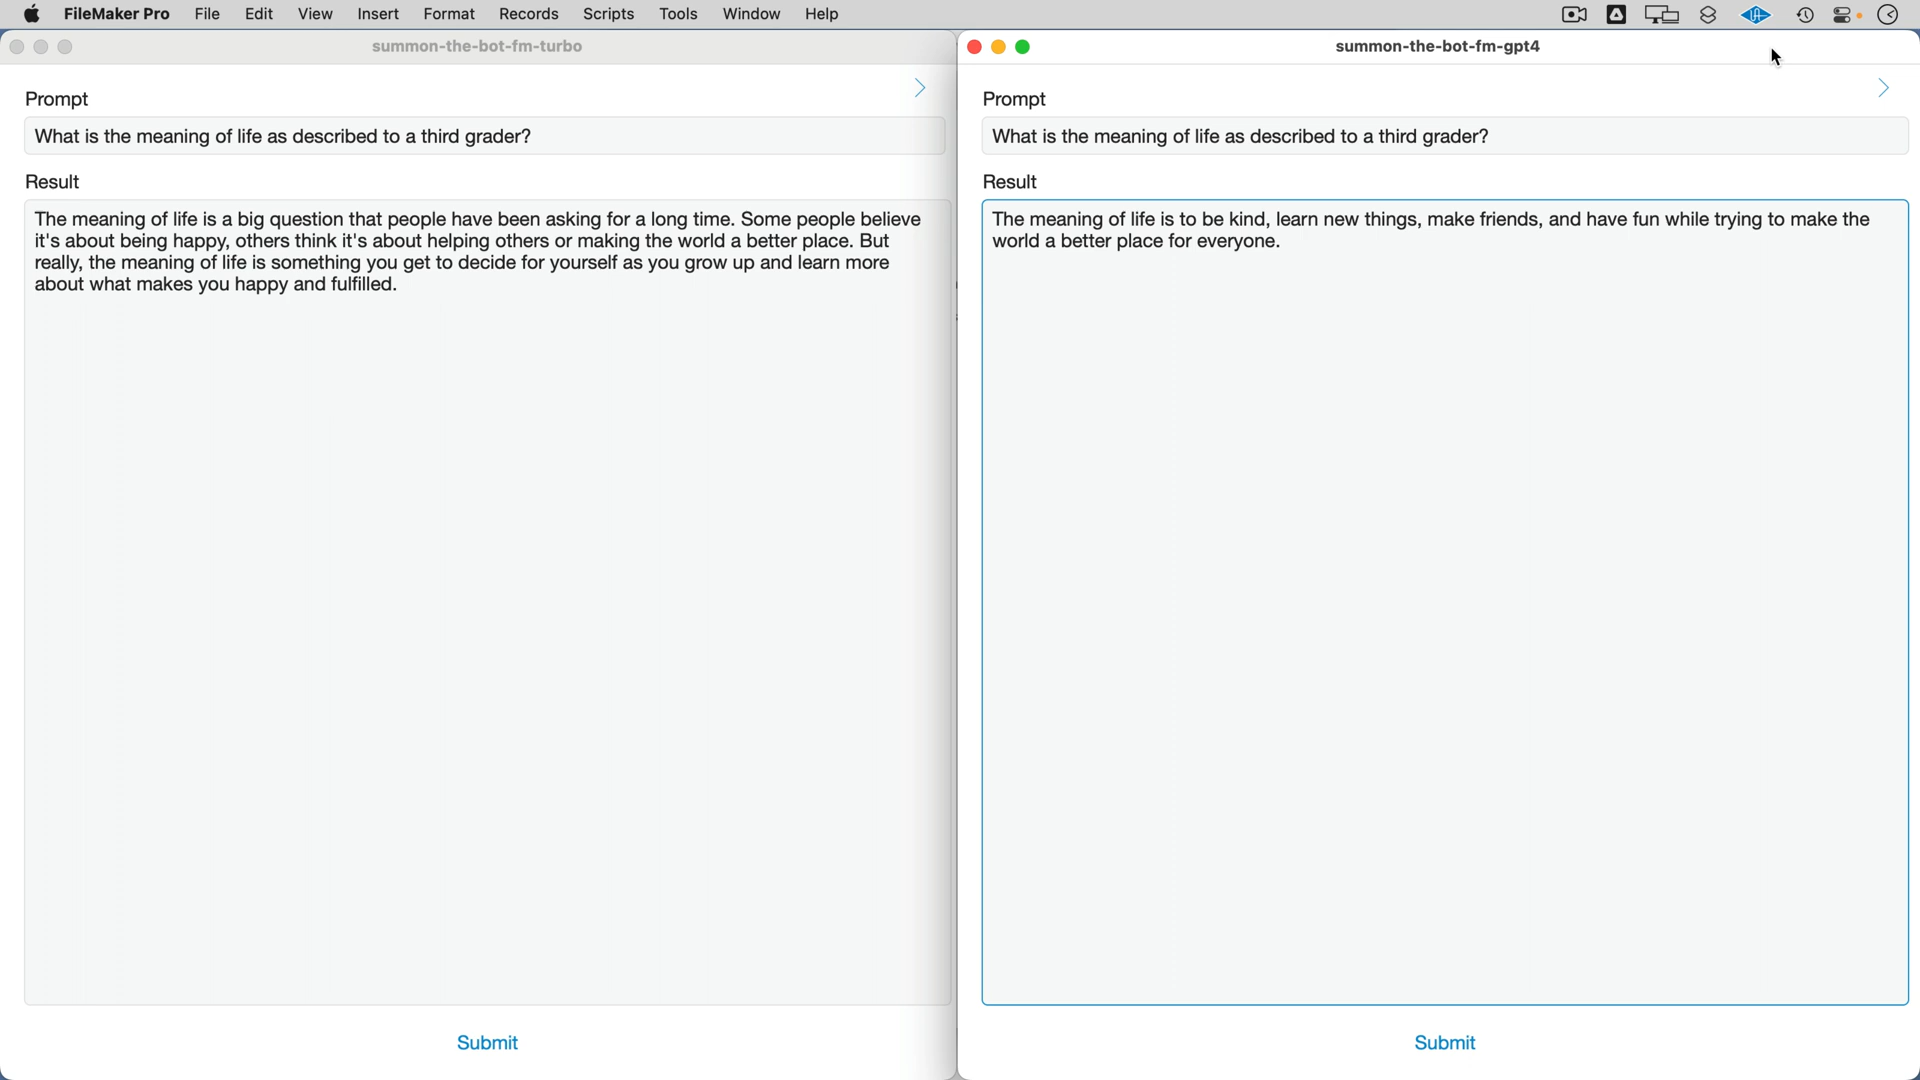 FileMaker Pro File Edit View Insert Format Records Scripts Tools Window Help
summon-the-bot-fm-turbo
Prompt
What is the meaning of life as described to a third grader?
Result
The meaning of life is a big question that people have been asking for a long time. Some people believe
it's about being happy, others think it's about helping others or making the world a better place. But
really, the meaning of life is something you get to decide for yourself as you grow up and learn more
about what makes you happy and fulfilled.
Submit
summon-the-bot-fm-gpt4
Prompt
What is the meaning of life as described to a third grader?
Result
The meaning of life is to be kind, learn new things, make friends, and have fun while trying to make the
world a better place for everyone.
Submit